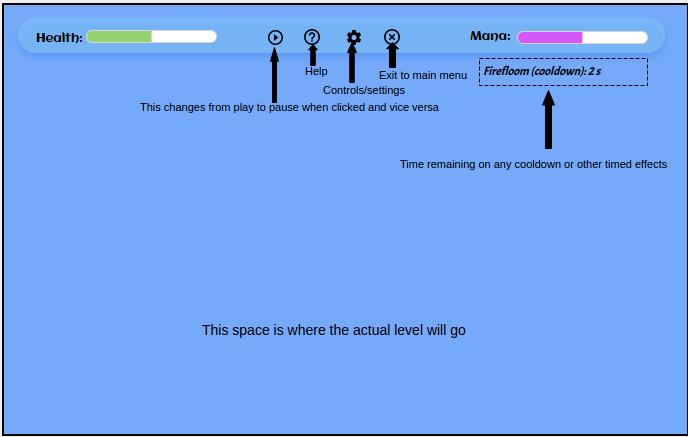 Health:
Mana:
Help
Exit to main menu
Firefloom (cooldown): 2 s
Controls/settings
This changes from play to pause when clicked and vice versa
Time remaining on any cooldown or other timed effects
This space is where the actual level will go